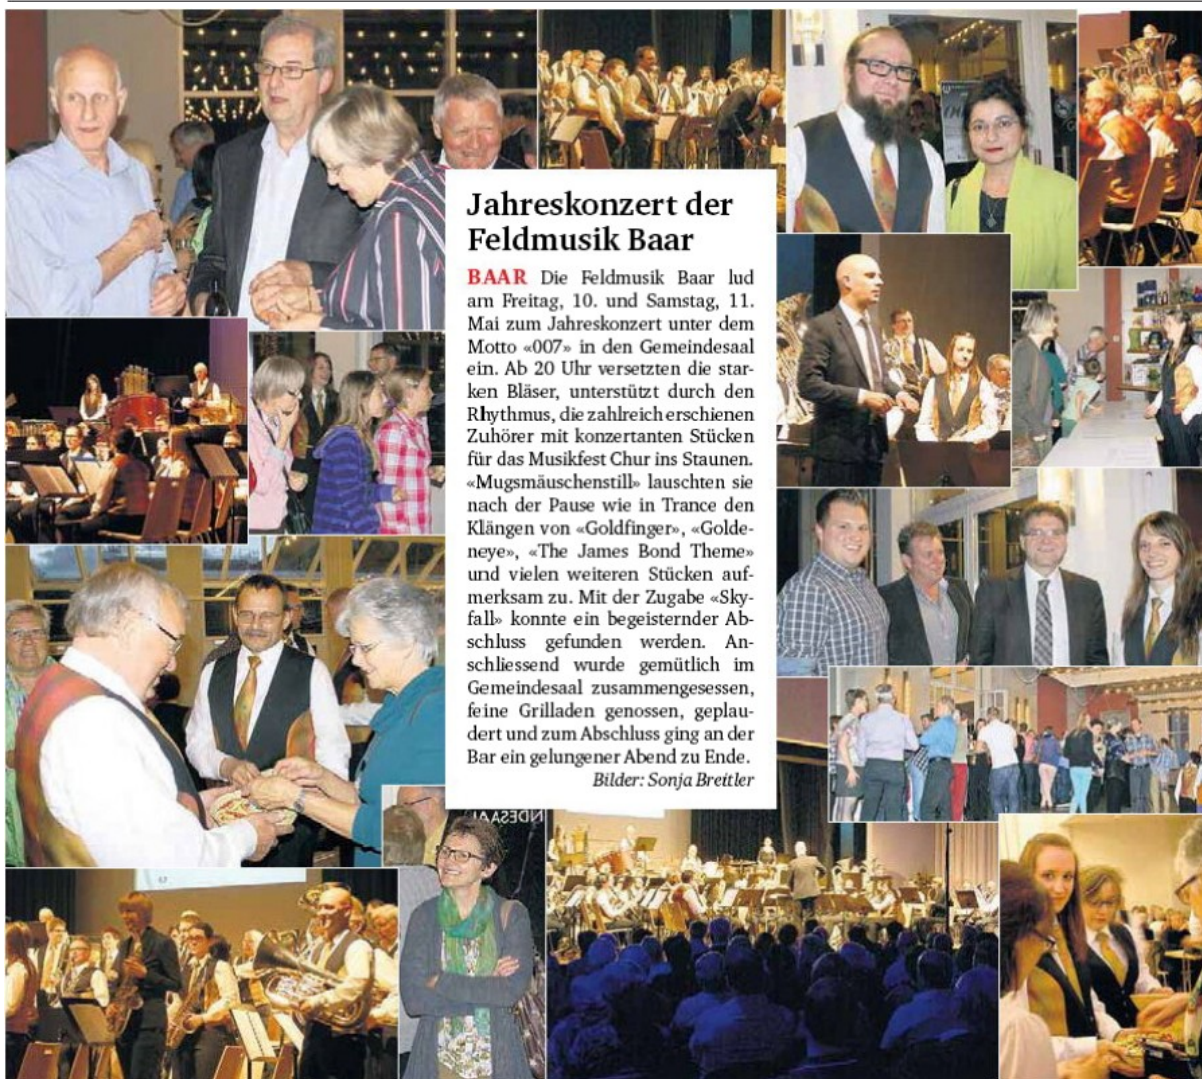 Jahreskonzert der
Feldmusik Baar
BAAR Die Feldmusik Baar lud
am Freitag, 10. und Samstag, 11.
Mai zum Jahreskonzert unter dem
Motto «007» in den Gemeindesaal
ein. Ab 20 Uhr versetzten die star-
ken Bläser, unterstützt durch den
Rhythmus, die zahlreich erschienen
Zuhörer mit konzertanten Stücken
für das Musikfest Chur ins Staunen.
«Mugsmäuschenstill» lauschten sie
nach der Pause wie in Trance den
Klängen von «Goldfinger», «Golde-
neye», «The James Bond Theme»
und vielen weiteren Stücken auf-
merksam zu. Mit der Zugabe «Sky-
fall» konnte ein begeisternder Ab-
schluss gefunden werden. An-
schliessend wurde gemütlich im
Gemeindesaal zusammengesessen,
feine Grilladen genossen, geplau-
dert und zum Abschluss ging an der
Bar ein gelungener Abend zu Ende.
Bilder: Sonja Breitler